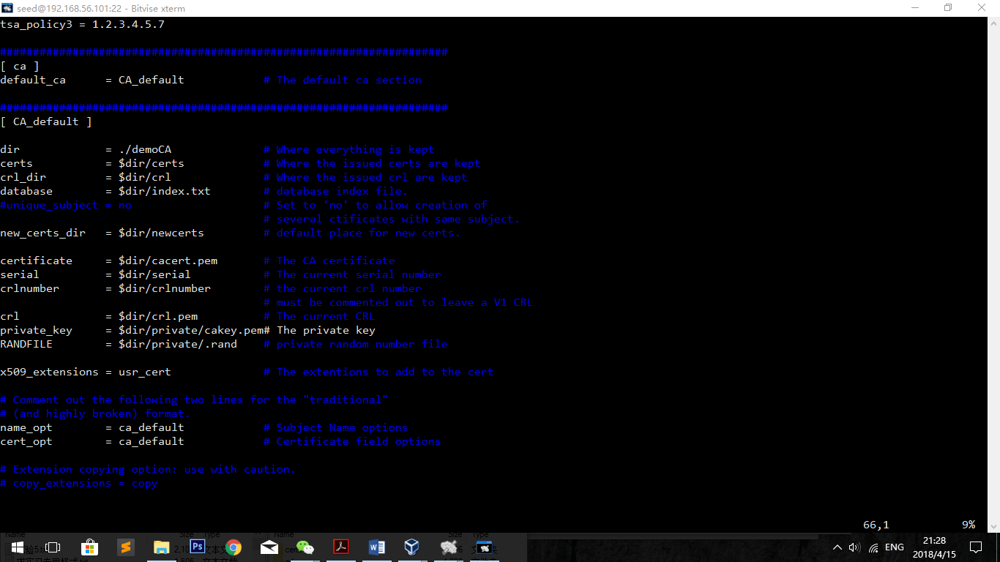 seed@192.168.56.101:22 - Bitvise xterm
tsa_policy3 = 1.2.3.4.5.7
####################################################################
[ ca ]
default_ca      = CA_default            # The default ca section
####################################################################
[ CA_default ]
dir             = ./demoCA              # Where everything is kept
certs           = $dir/certs            # Where the issued certs are kept
crl_dir         = $dir/crl              # Where the issued crl are kept
database        = $dir/index.txt        # database index file.
#unique_subject = no                    # Set to 'no' to allow creation of
                                        # several ctificates with same subject.
new_certs_dir   = $dir/newcerts         # default place for new certs.
certificate     = $dir/cacert.pem       # The CA certificate
serial          = $dir/serial           # The current serial number
crlnumber       = $dir/crlnumber        # the current crl number
                                        # must be commented out to leave a V1 CRL
crl             = $dir/crl.pem          # The current CRL
private_key     = $dir/private/cakey.pem# The private key
RANDFILE        = $dir/private/.rand    # private random number file
x509_extensions = usr_cert              # The extentions to add to the cert
# Comment out the following two lines for the "traditional"
# (and highly broken) format.
name_opt        = ca_default            # Subject Name options
cert_opt        = ca_default            # Certificate field options
# Extension copying option: use with caution.
# copy_extensions = copy
66,1 9%
Name Size Type Name Size Type
Ps
ENG
21:28
2018/4/15